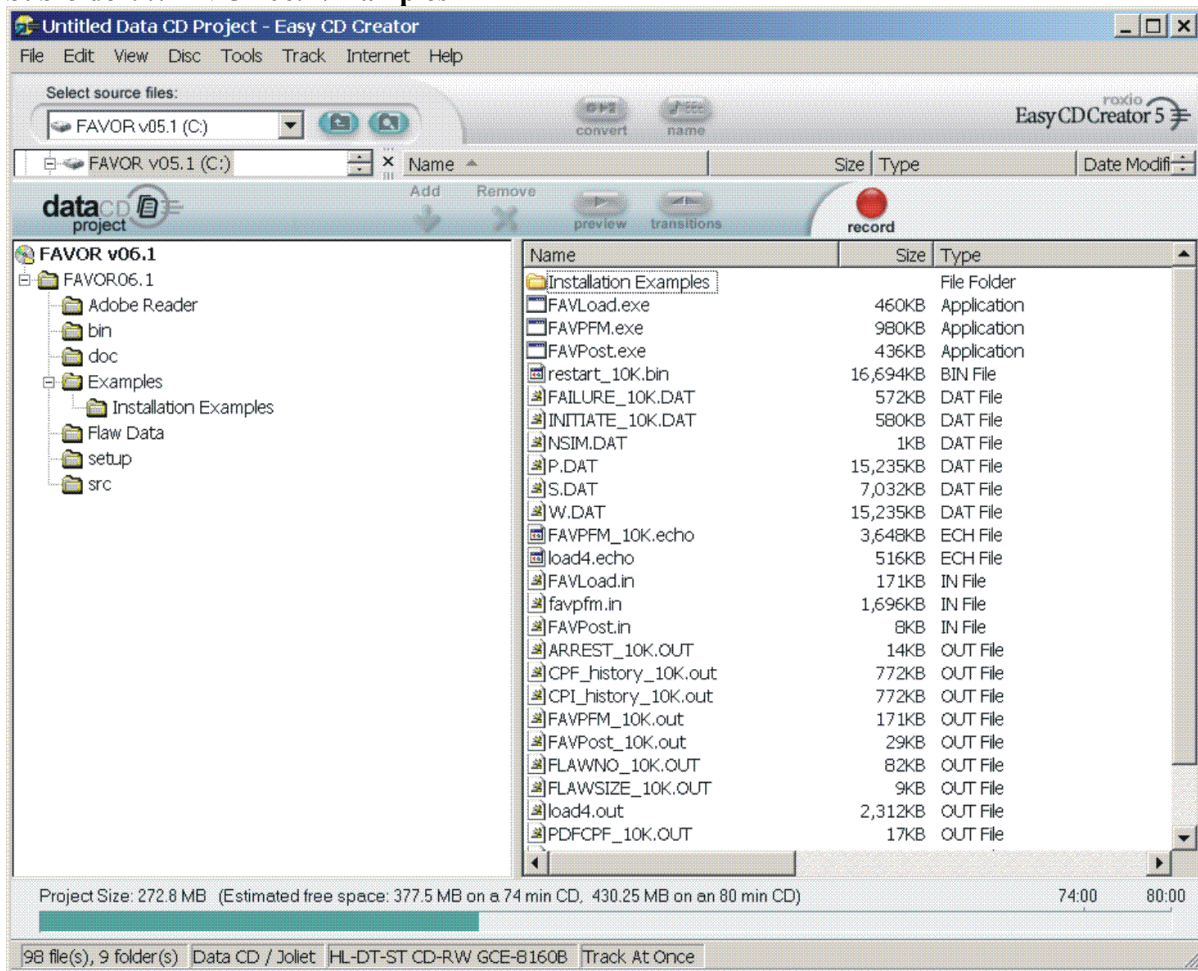 Untitled Data CD Project - Easy CD Creator
File Edit View Disc Tools Track Internet Help
Select source files:
FAVOR v05.1 (C:)
convert name
roxio
Easy CD Creator 5
FAVOR v05.1 (C:)
Name Size Type Date Modifi
datacd project
Add Remove
preview transitions
record
FAVOR v06.1
FAVOR06.1
Adobe Reader
bin
doc
Examples
Installation Examples
Flaw Data
setup
src
Name Size Type
Installation Examples File Folder
FAVLoad.exe 460KB Application
FAVPFM.exe 980KB Application
FAVPost.exe 436KB Application
restart_10K.bin 16,694KB BIN File
FAILURE_10K.DAT 572KB DAT File
INITIATE_10K.DAT 580KB DAT File
NSIM.DAT 1KB DAT File
P.DAT 15,235KB DAT File
S.DAT 7,032KB DAT File
W.DAT 15,235KB DAT File
FAVPFM_10K.echo 3,648KB ECH File
load4.echo 516KB ECH File
FAVLoad.in 171KB IN File
favpfm.in 1,696KB IN File
FAVPost.in 8KB IN File
ARREST_10K.OUT 14KB OUT File
CPF_history_10K.out 772KB OUT File
CPI_history_10K.out 772KB OUT File
FAVPFM_10K.out 171KB OUT File
FAVPost_10K.out 29KB OUT File
FLAWNO_10K.OUT 82KB OUT File
FLAWSIZE_10K.OUT 9KB OUT File
load4.out 2,312KB OUT File
PDFCPF_10K.OUT 17KB OUT File
Project Size: 272.8 MB (Estimated free space: 377.5 MB on a 74 min CD, 430.25 MB on an 80 min CD) 74:00 80:00
98 file(s), 9 folder(s) Data CD / Joliet HL-DT-ST CD-RW GCE-8160B Track At Once